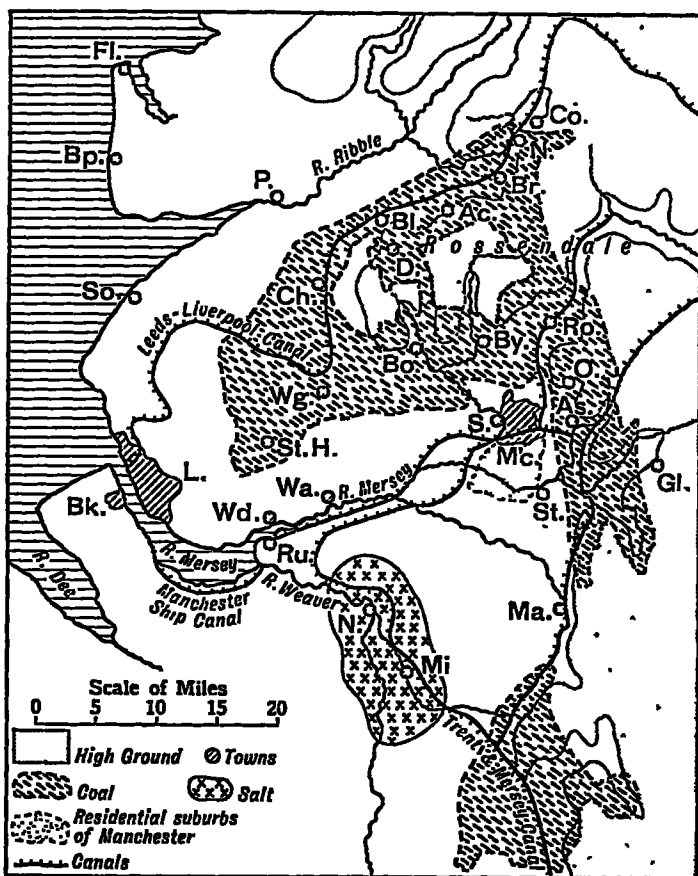 Fl.
Co.
N.
Bp.
R. Ribble
Br.
P.
Bl.
Ac.
Rossendale
D.
Ch.
So.
Leeds-Liverpool-Canal
Ro.
Bo.
By.
O.
Wg.
As.
S.
St.H.
Mc.
L.
Gl.
Wa.
R. Mersey
St.
Bk.
Wd.
Ru.
R. Mersey
R. Dee
Manchester
Ship Canal
R. Weaver
N.
Ma.
Mi
Trent & Mersey Canal
Scale of Miles
0 5 10 15 20
High Ground
Towns
Coal
Salt
Residential suburbs
of Manchester
Canals